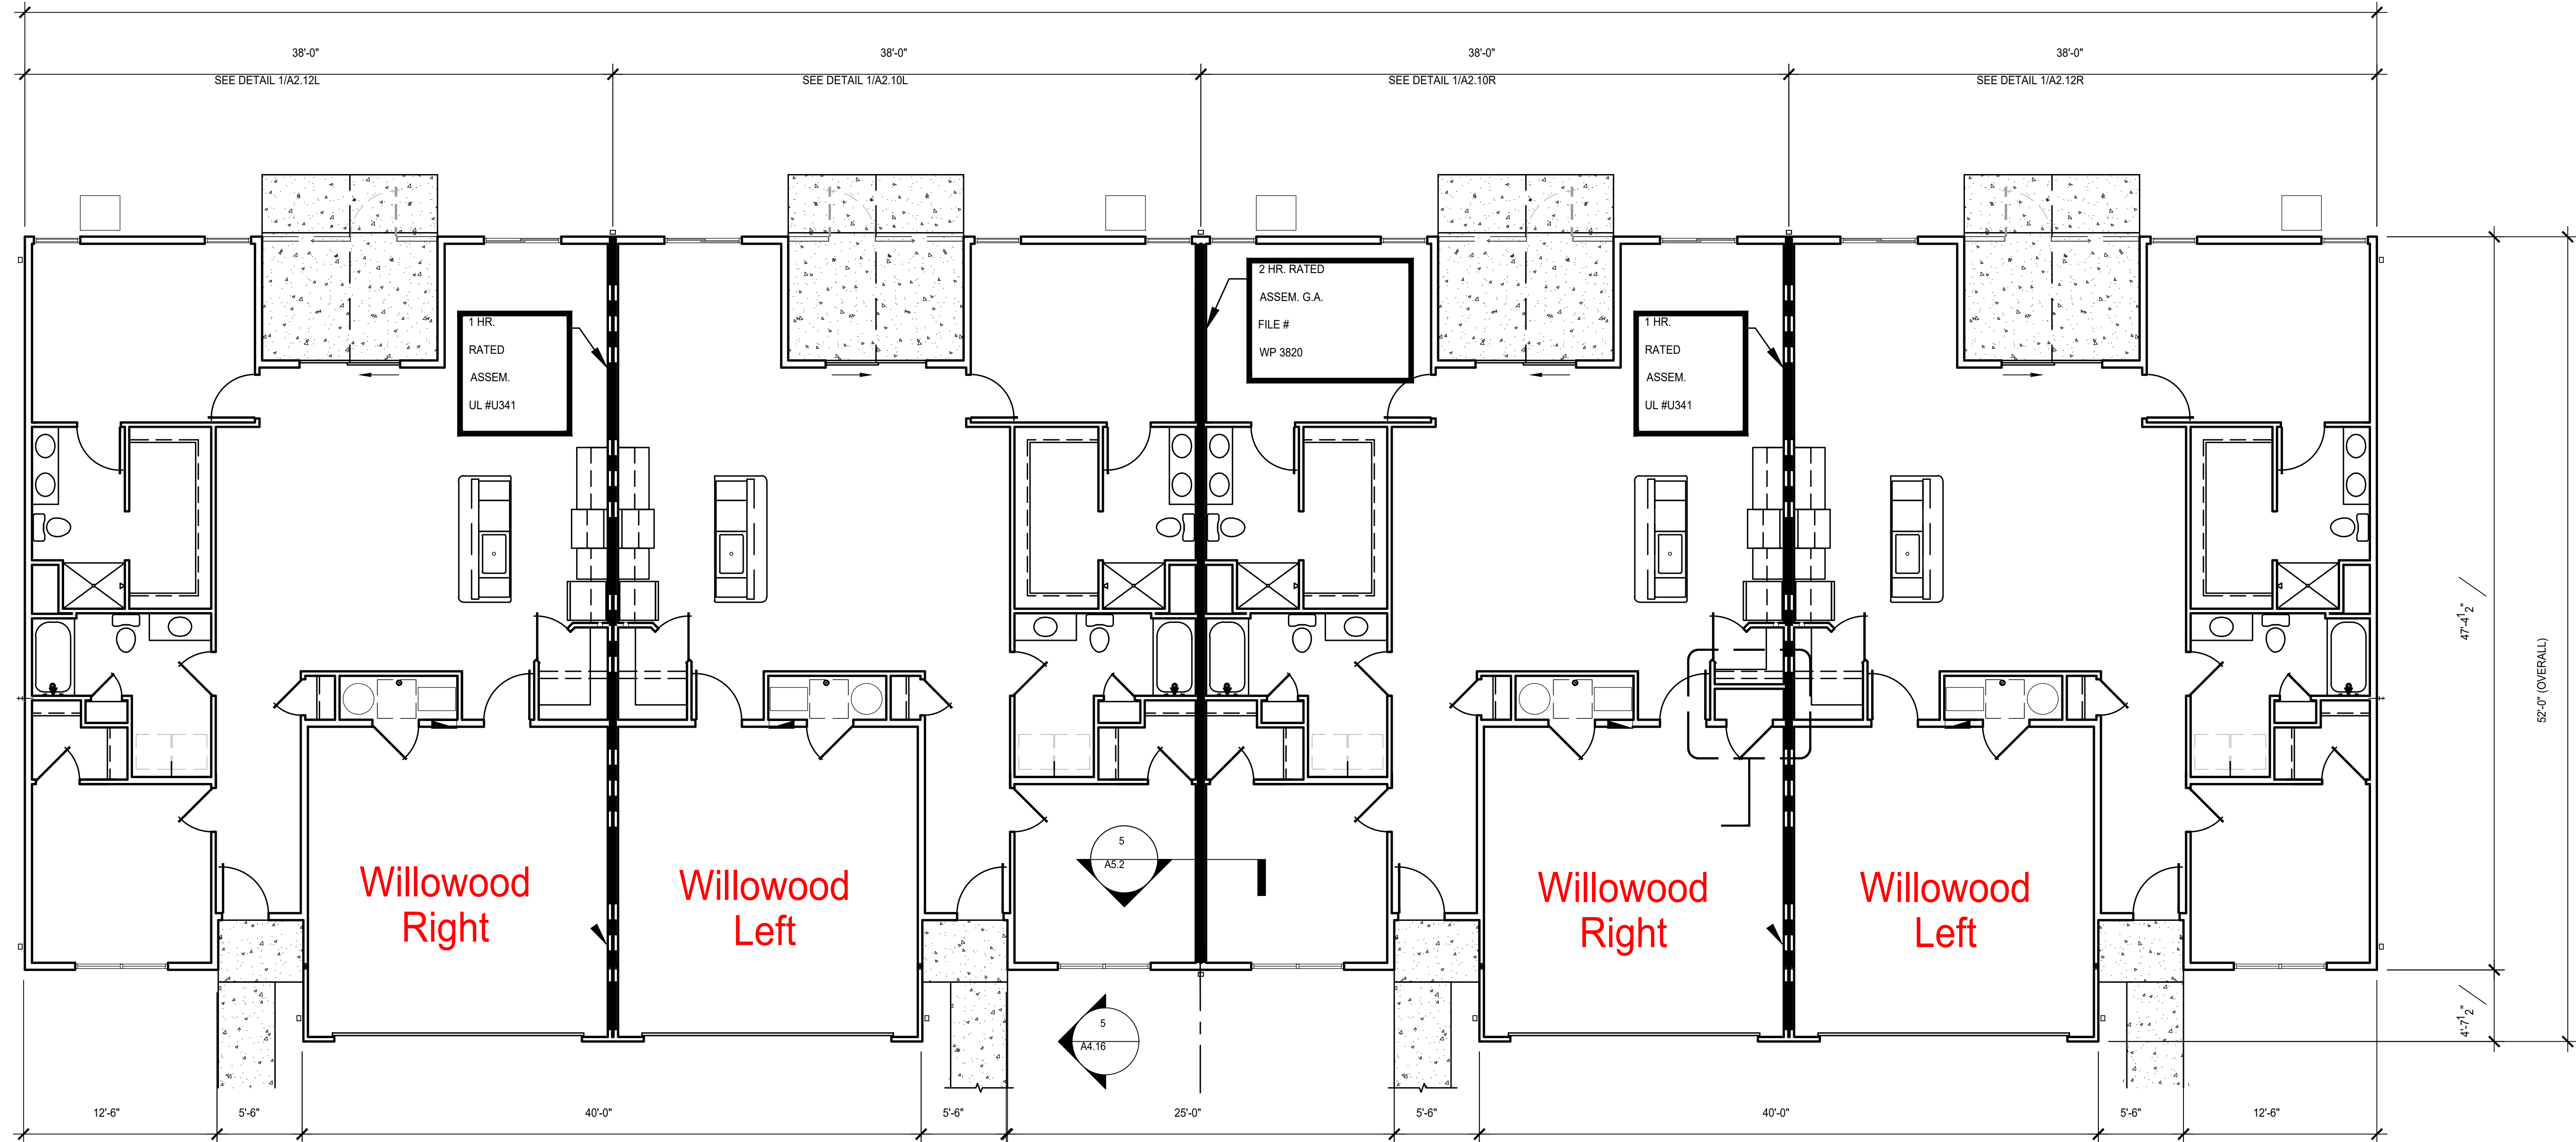 38'-0"
38'-0"
38'-0"
38'-0"
SEE DETAIL 1/A2.12L
SEE DETAIL 1/A2.10L
SEE DETAIL 1/A2.10R
SEE DETAIL 1/A2.12R
1 HR.
RATED
ASSEM.
UL #U341
2 HR. RATED
ASSEM. G.A.
FILE #
WP 3820
1 HR.
RATED
ASSEM.
UL #U341
47'-4 1/2"
52'-0" (OVERALL)
4'-7 1/2"
Willowood
Right
Willowood
Left
5
A5.2
Willowood
Right
Willowood
Left
5
A4.16
12'-6"
5'-6"
40'-0"
5'-6"
25'-0"
5'-6"
40'-0"
5'-6"
12'-6"